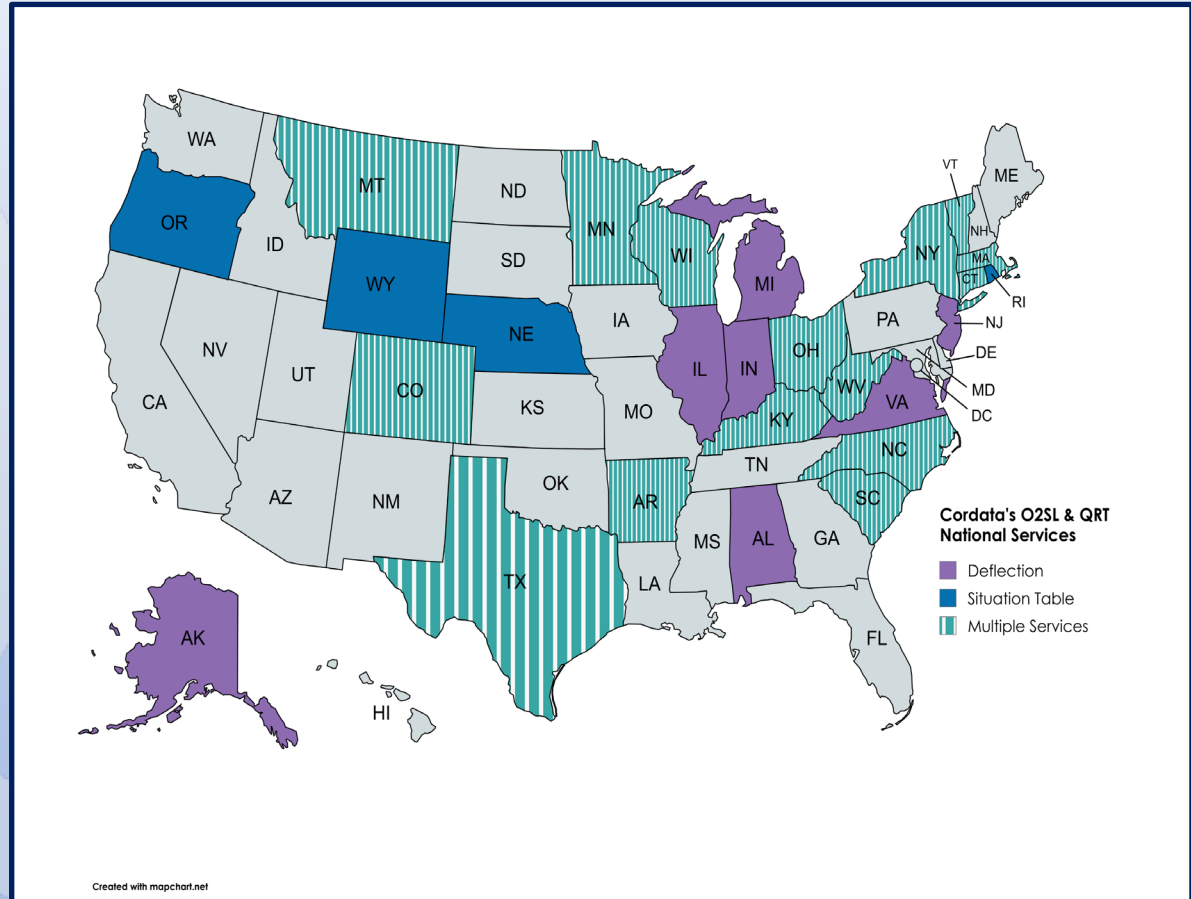 WA
MT
ND
MN
VT
ME
OR
ID
SD
WI
NH
NY
MA
CT
RI
WY
MI
IA
NE
PA
NJ
NV
UT
CO
IL
IN
OH
DE
CA
KS
MO
WV
VA
MD
KY
DC
AZ
NM
OK
TN
NC
AR
SC
MS
AL
GA
TX
LA
FL
AK
HI
Cordata's O2SL & QRT
National Services
Deflection
Situation Table
Multiple Services
Created with mapchart.net